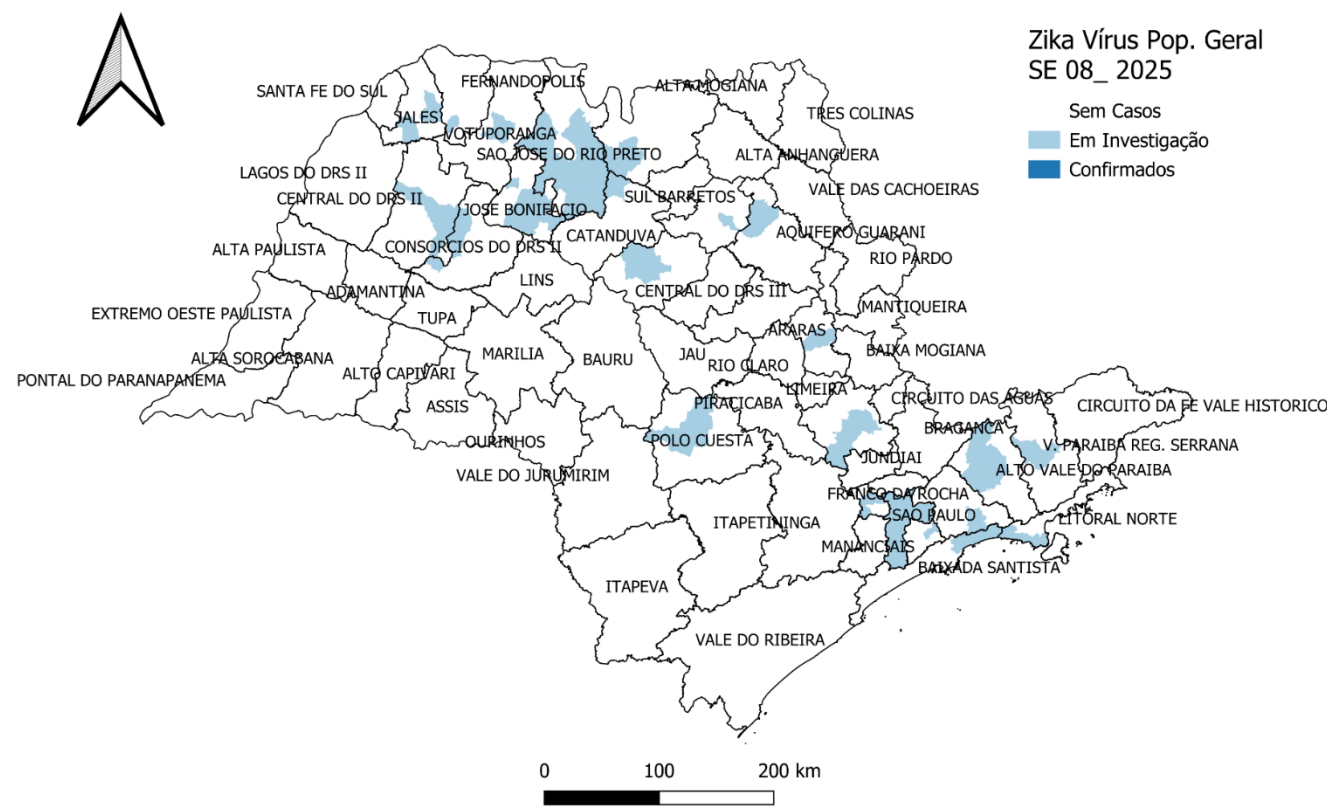 Zika Vírus Pop. Geral
SE 08_ 2025
Sem Casos
Em Investigação
Confirmados
FERNANDOPOLIS
ALTA MOGIANA
SANTA FE DO SUL
JALES
TRES COLINAS
VOTUPORANGA
SAO JOSE DO RIO PRETO
ALTA ANHANGUERA
LAGOS DO DRS II
VALE DAS CACHOEIRAS
CENTRAL DO DRS II
SUL BARRETOS
JOSE BONIFACIO
AQUIFERO GUARANI
CATANDUVA
ALTA PAULISTA
CONSORCIOS DO DRS II
RIO PARDO
LINS
ADAMANTINA
CENTRAL DO DRS III
MANTIQUEIRA
EXTREMO OESTE PAULISTA
TUPA
ARARAS
MARILIA
BAURU
JAU
BAIXA MOGIANA
ALTA SOROCABANA
RIO CLARO
PONTAL DO PARANAPANEMA
ALTO CAPIVARI
LIMEIRA
CIRCUITO DAS AGUAS
ASSIS
PIRACICABA
CIRCUITO DA FE VALE HISTORICO
BRAGANCA
OURINHOS
POLO CUESTA
V. PARAIBA REG. SERRANA
JUNDIAI
VALE DO JURUMIRIM
ALTO VALE DO PARAIBA
FRANCO DA ROCHA
ITAPETININGA
SAO PAULO
LITORAL NORTE
MANANCIAIS
BAIXADA SANTISTA
ITAPEVA
VALE DO RIBEIRA
0 100 200 km